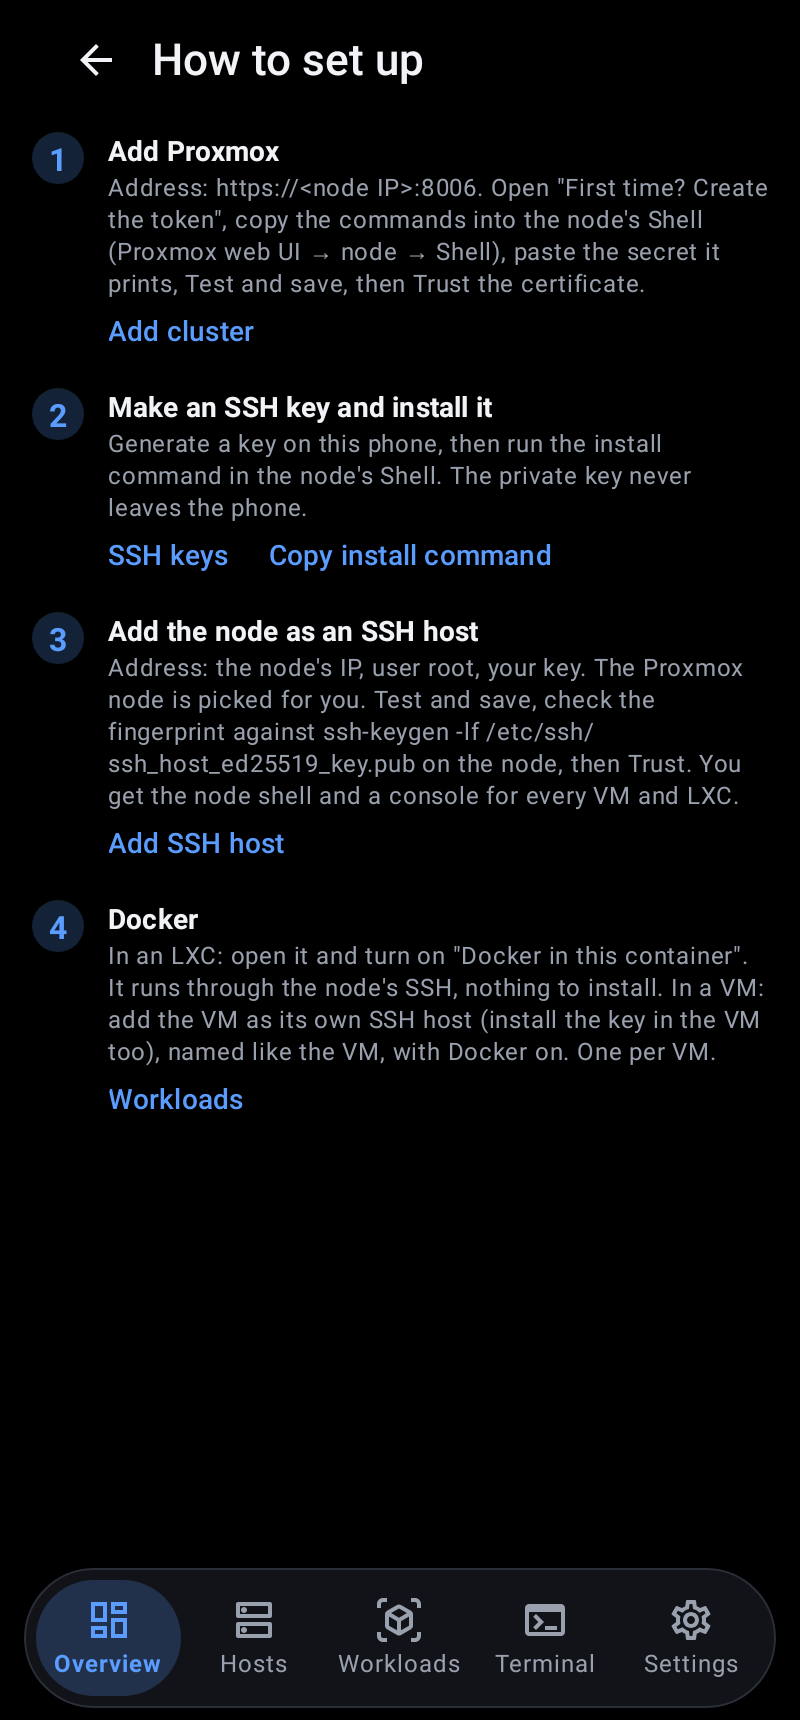 How to set up
1
Add Proxmox
Address: https://<node IP>:8006. Open "First time? Create
the token", copy the commands into the node's Shell
(Proxmox web UI → node → Shell), paste the secret it
prints, Test and save, then Trust the certificate.
Add cluster
2
Make an SSH key and install it
Generate a key on this phone, then run the install
command in the node's Shell. The private key never
leaves the phone.
SSH keys Copy install command
3
Add the node as an SSH host
Address: the node's IP, user root, your key. The Proxmox
node is picked for you. Test and save, check the
fingerprint against ssh-keygen -lf /etc/ssh/
ssh_host_ed25519_key.pub on the node, then Trust. You
get the node shell and a console for every VM and LXC.
Add SSH host
4
Docker
In an LXC: open it and turn on "Docker in this container".
It runs through the node's SSH, nothing to install. In a VM:
add the VM as its own SSH host (install the key in the VM
too), named like the VM, with Docker on. One per VM.
Workloads
Overview Hosts Workloads Terminal Settings